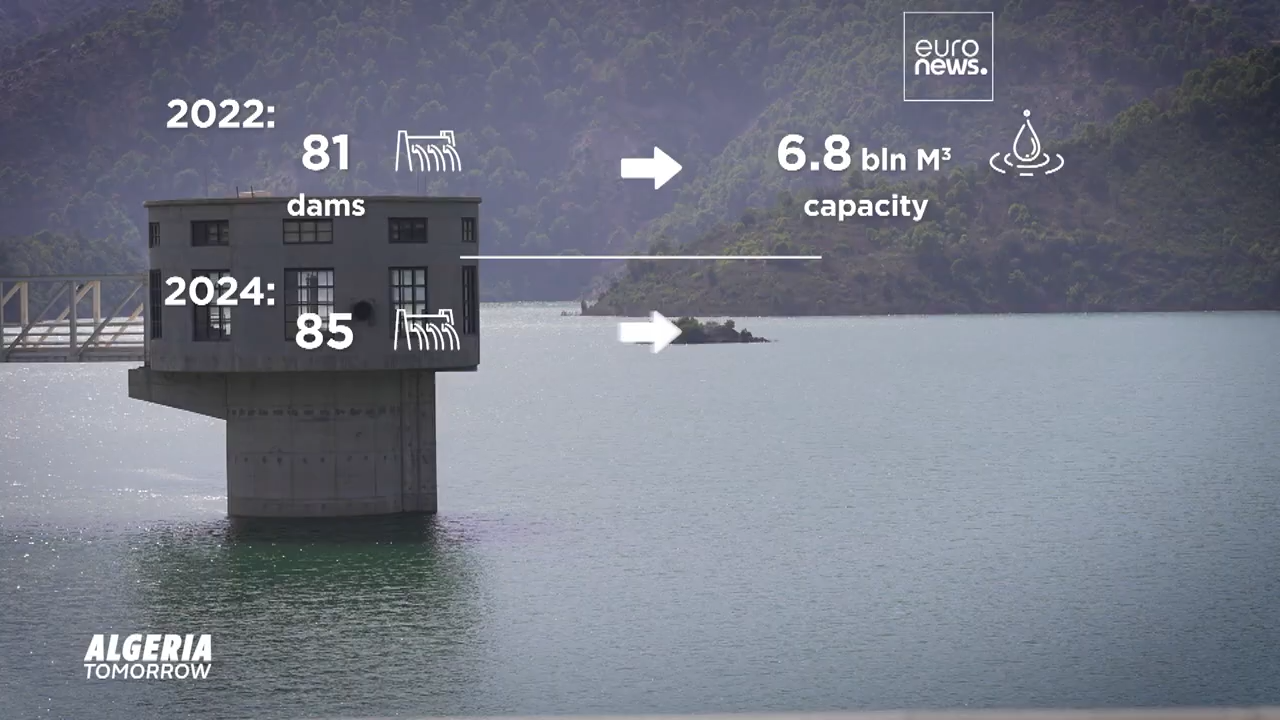 euro
news.
2022:
81
dams
6.8 bln M³
capacity
2024:
85
ALGERIA
TOMORROW